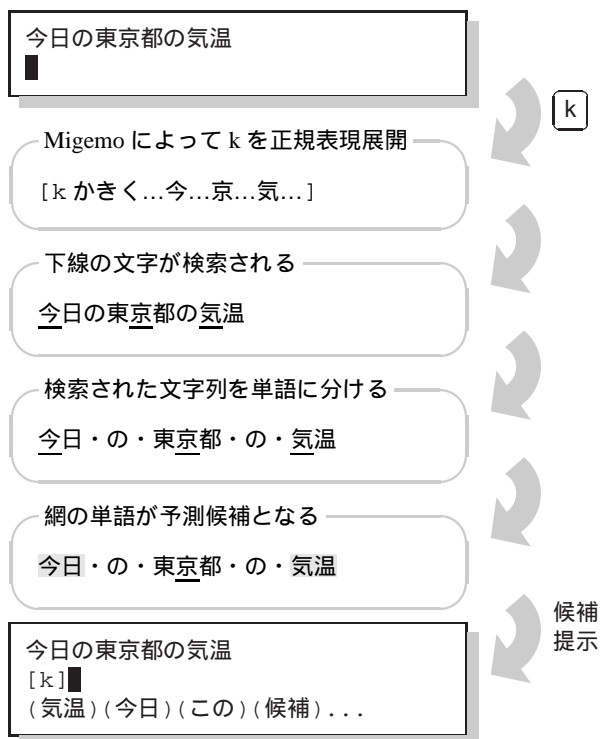 今日の東京都の気温
k
Migemo によって k を正規表現展開
[k かきく…今…京…気…]
下線の文字が検索される
今日の東京都の気温
検索された文字列を単語に分ける
今日・の・東京都・の・気温
網の単語が予測候補となる
今日・の・東京都・の・気温
候補
提示
今日の東京都の気温
[k]
(気温)(今日)(この)(候補)...